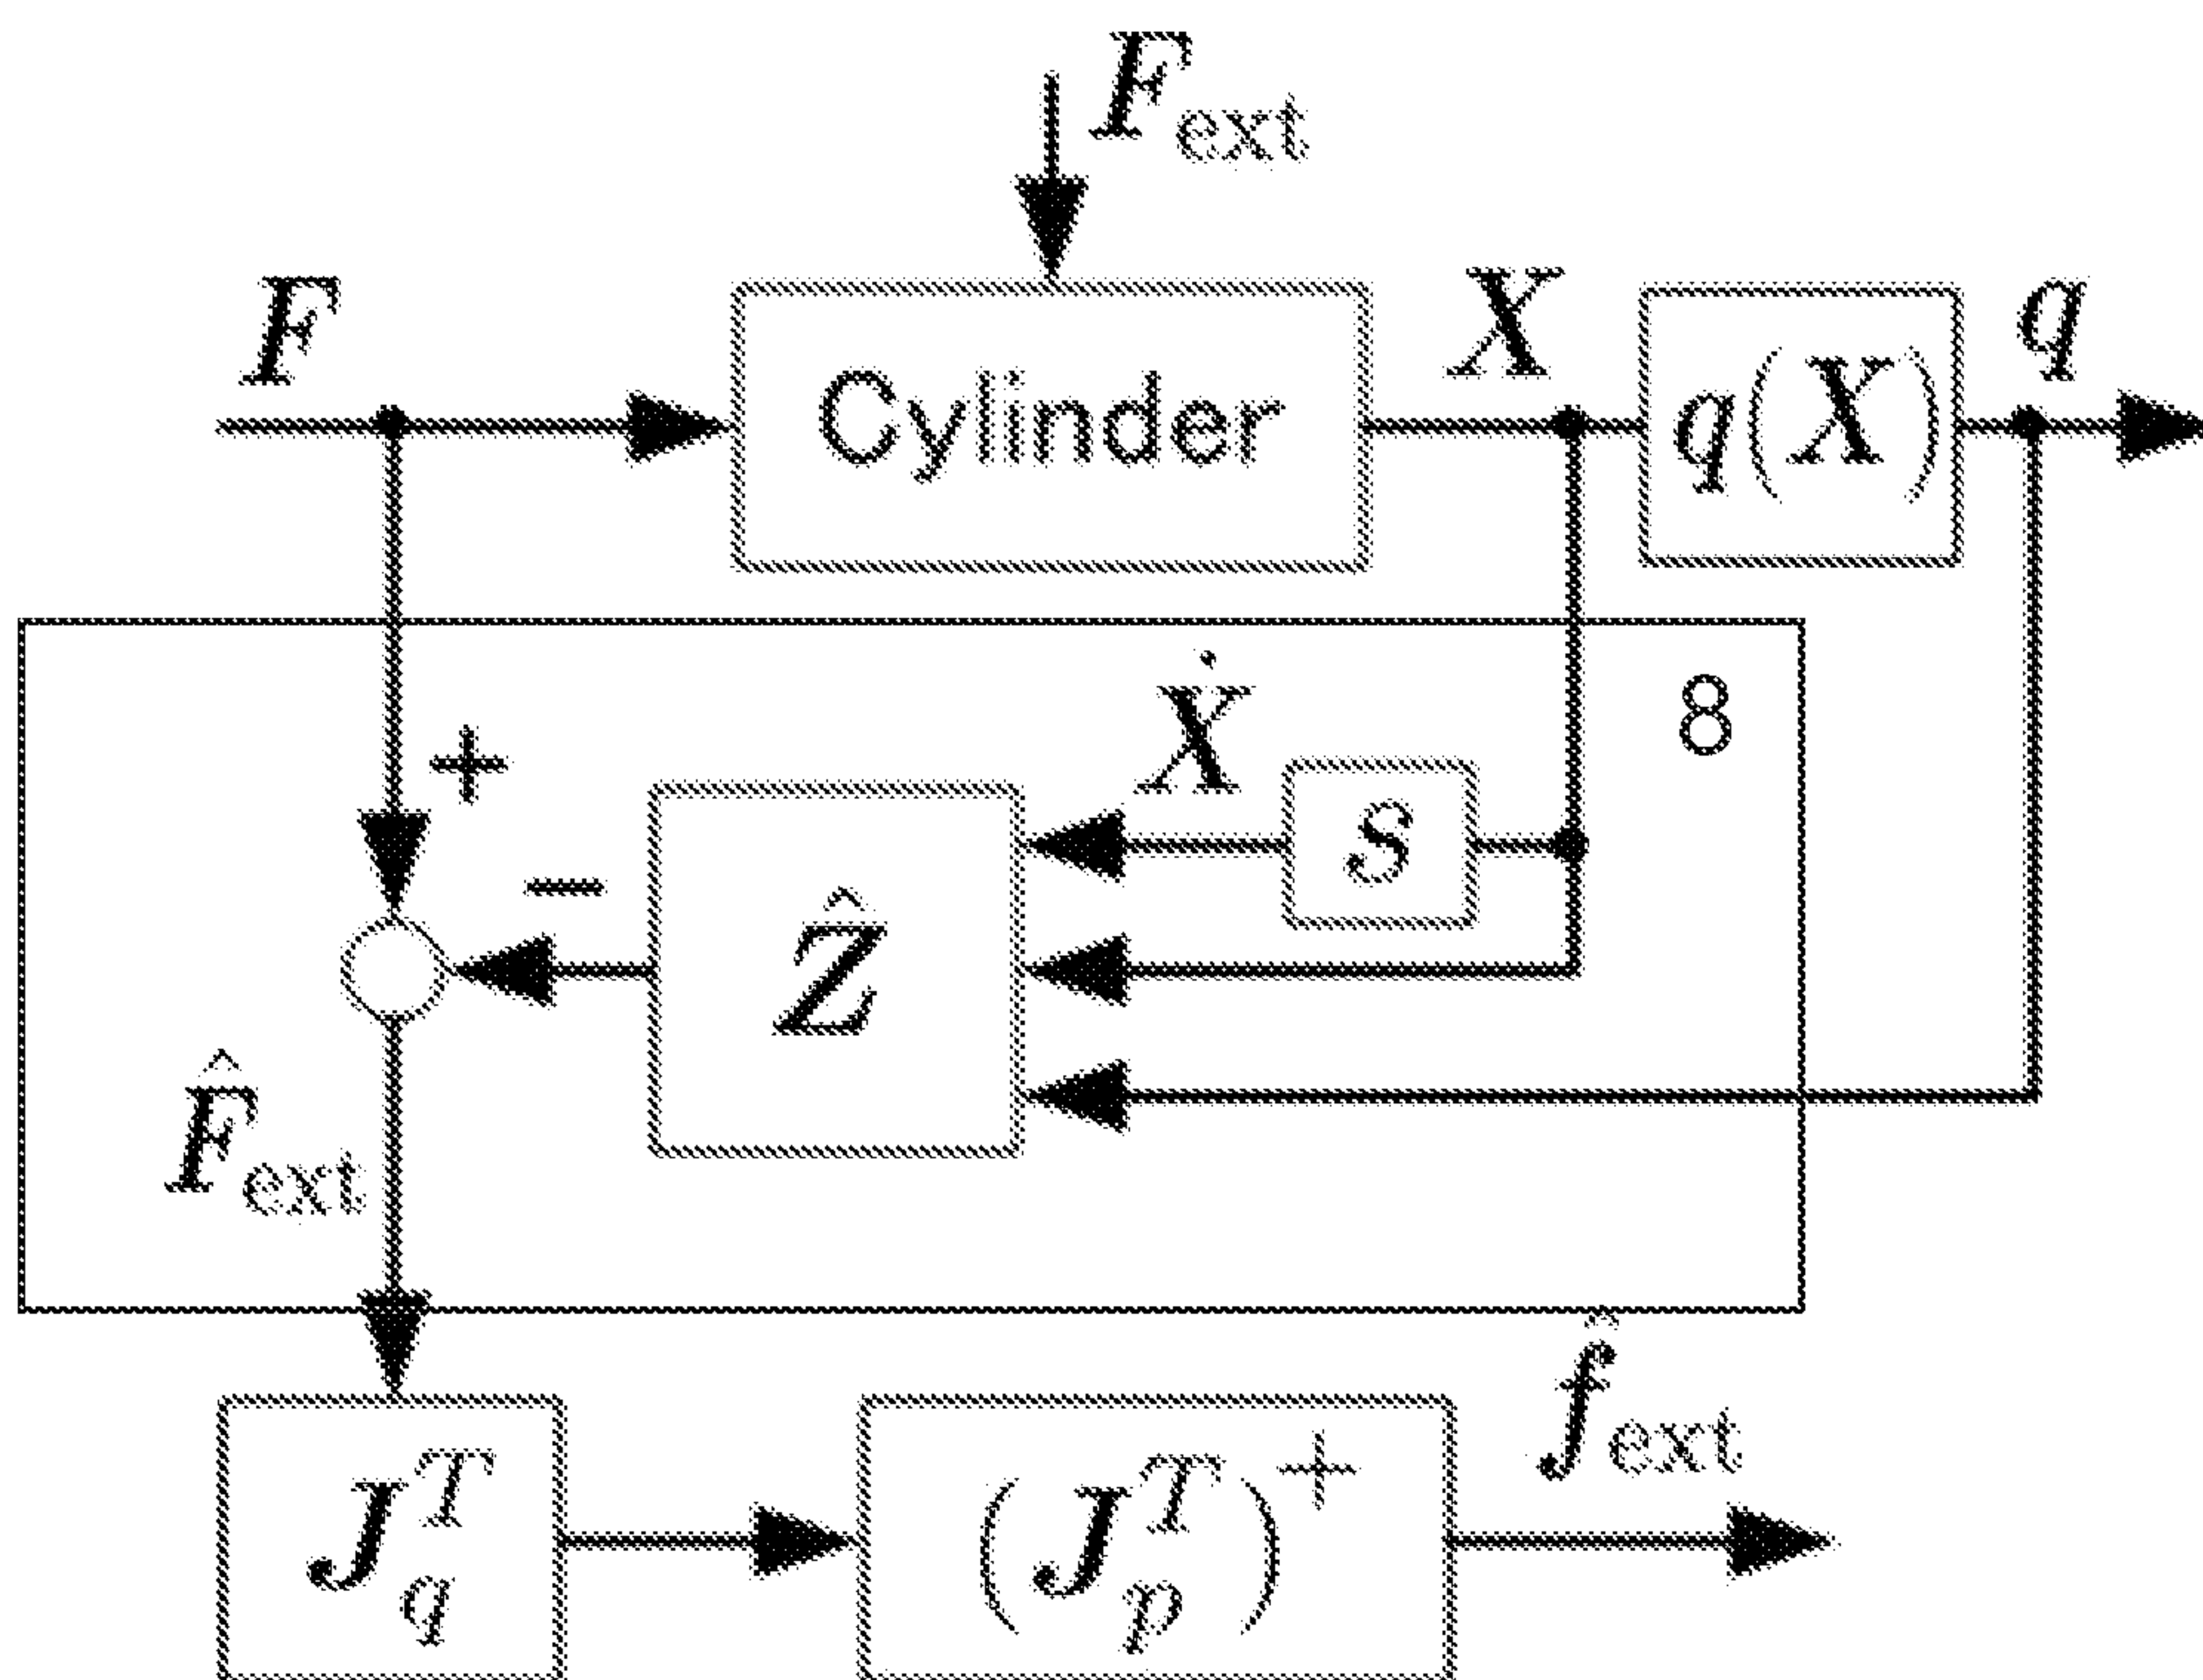 F_ext
F
Cylinder
X
q(X)
q
Ẋ
8
+
s
−
Ẑ
F̂_ext
f̂_ext
J_q^T
(J_p^T)^+